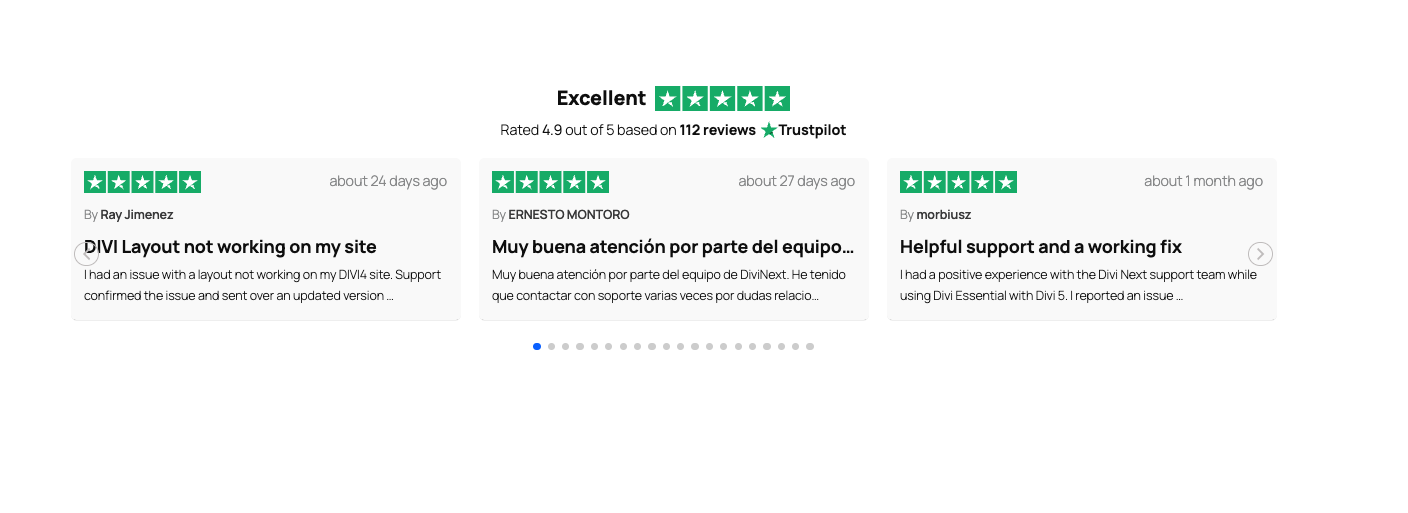 Excellent
Rated 4.9 out of 5 based on 112 reviews Trustpilot
about 24 days ago
By Ray Jimenez
DIVI Layout not working on my site
I had an issue with a layout not working on my DIVI4 site. Support
confirmed the issue and sent over an updated version ...
about 27 days ago
By ERNESTO MONTORO
Muy buena atención por parte del equipo...
Muy buena atención por parte del equipo de DiviNext. He tenido
que contactar con soporte varias veces por dudas relacio...
about 1 month ago
By morbiusz
Helpful support and a working fix
I had a positive experience with the Divi Next support team while
using Divi Essential with Divi 5. I reported an issue ...